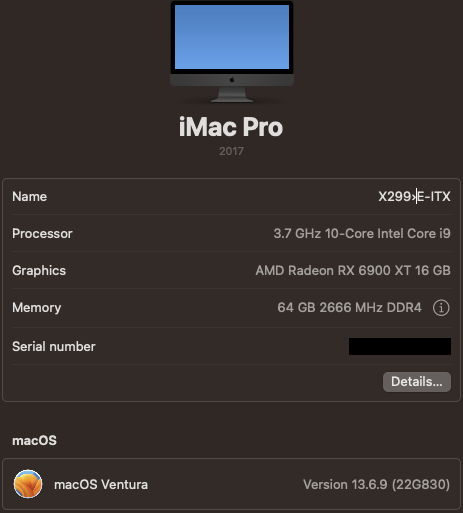 iMac Pro
2017
Name X299›E-ITX
Processor 3.7 GHz 10-Core Intel Core i9
Graphics AMD Radeon RX 6900 XT 16 GB
Memory 64 GB 2666 MHz DDR4
Serial number
Details...
macOS
macOS Ventura Version 13.6.9 (22G830)